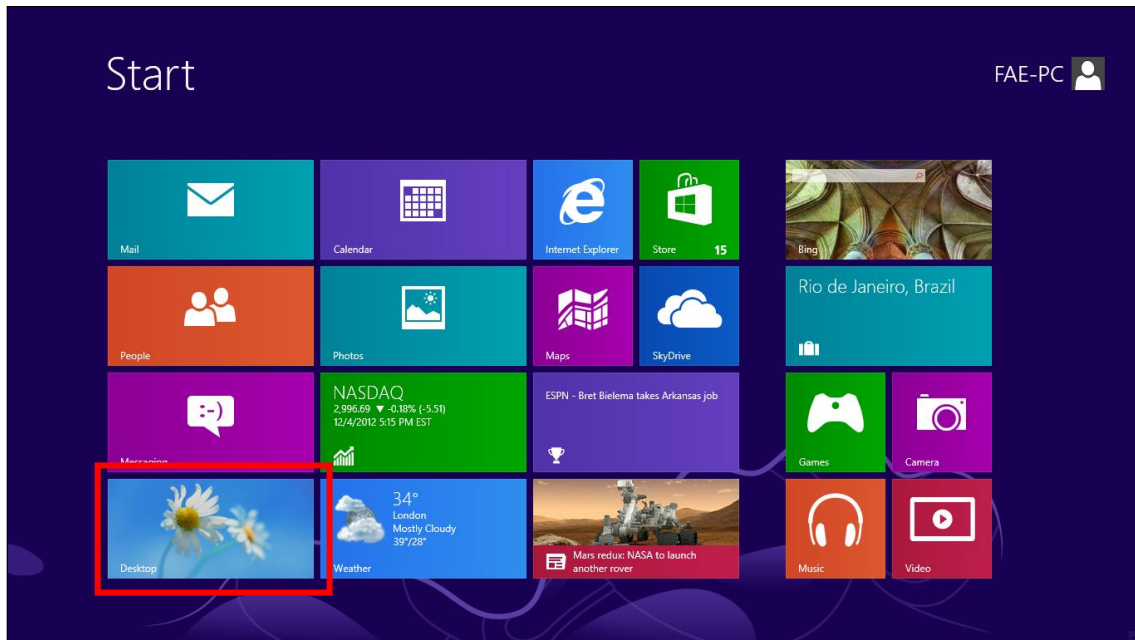 Start
FAE-PC
Mail
Calendar
Internet Explorer
Store 15
Bing
People
Photos
Maps
SkyDrive
Rio de Janeiro, Brazil
:-)
Messaging
NASDAQ
2,996.69 ▼ -0.18% (-5.51)
12/4/2012 5:15 PM EST
ESPN - Bret Bielema takes Arkansas job
Games
Camera
Desktop
34°
London
Mostly Cloudy
39°/28°
Weather
Mars redux: NASA to launch
another rover
Music
Video